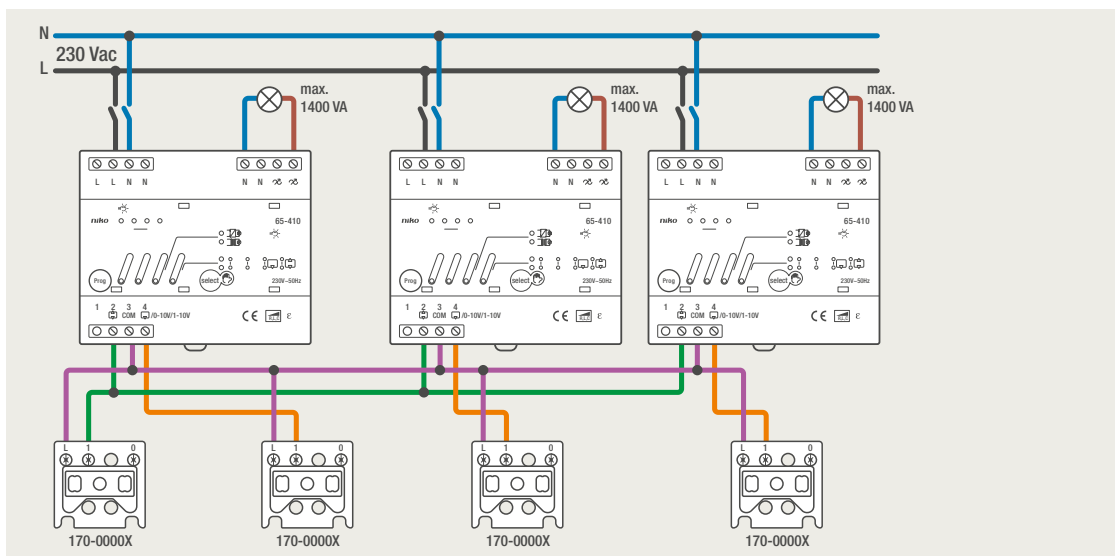 N
230 Vac
L
max.
1400 VA
max.
1400 VA
max.
1400 VA
L L N N
N N
L L N N
N N
L L N N
N N
niko
65-410
niko
65-410
niko
65-410
Prog
select
230V~50Hz
Prog
select
230V~50Hz
Prog
select
230V~50Hz
1 2 3 4
COM /0-10V/1-10V
CE R,L,C ε
1 2 3 4
COM /0-10V/1-10V
CE R,L,C ε
1 2 3 4
COM /0-10V/1-10V
CE R,L,C ε
L 1 0
L 1 0
L 1 0
L 1 0
170-0000X
170-0000X
170-0000X
170-0000X